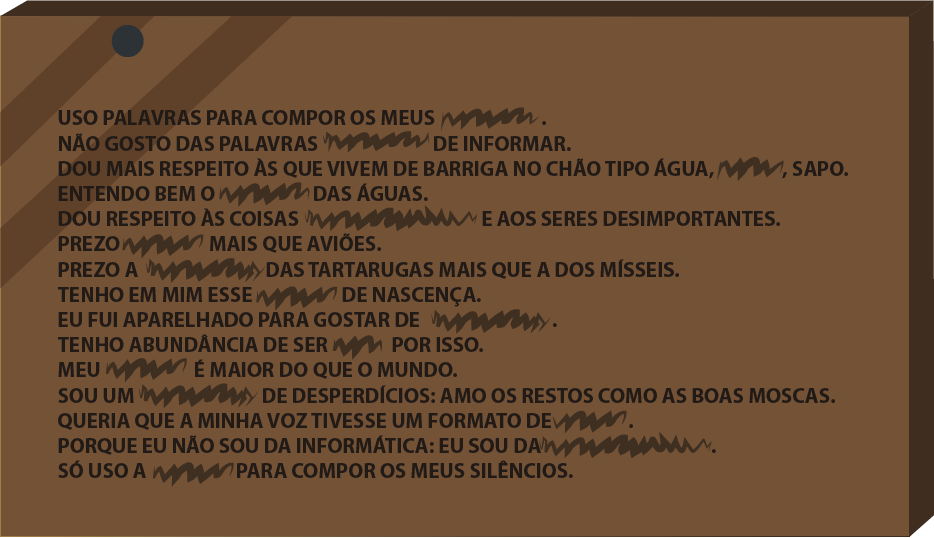 USO PALAVRAS PARA COMPOR OS MEUS .
NÃO GOSTO DAS PALAVRAS DE INFORMAR.
DOU MAIS RESPEITO ÀS QUE VIVEM DE BARRIGA NO CHÃO TIPO ÁGUA, , SAPO.
ENTENDO BEM O DAS ÁGUAS.
DOU RESPEITO ÀS COISAS E AOS SERES DESIMPORTANTES.
PREZO MAIS QUE AVIÕES.
PREZO A DAS TARTARUGAS MAIS QUE A DOS MÍSSEIS.
TENHO EM MIM ESSE DE NASCENÇA.
EU FUI APARELHADO PARA GOSTAR DE .
TENHO ABUNDÂNCIA DE SER POR ISSO.
MEU É MAIOR DO QUE O MUNDO.
SOU UM DE DESPERDÍCIOS: AMO OS RESTOS COMO AS BOAS MOSCAS.
QUERIA QUE A MINHA VOZ TIVESSE UM FORMATO DE .
PORQUE EU NÃO SOU DA INFORMÁTICA: EU SOU DA .
SÓ USO A PARA COMPOR OS MEUS SILÊNCIOS.